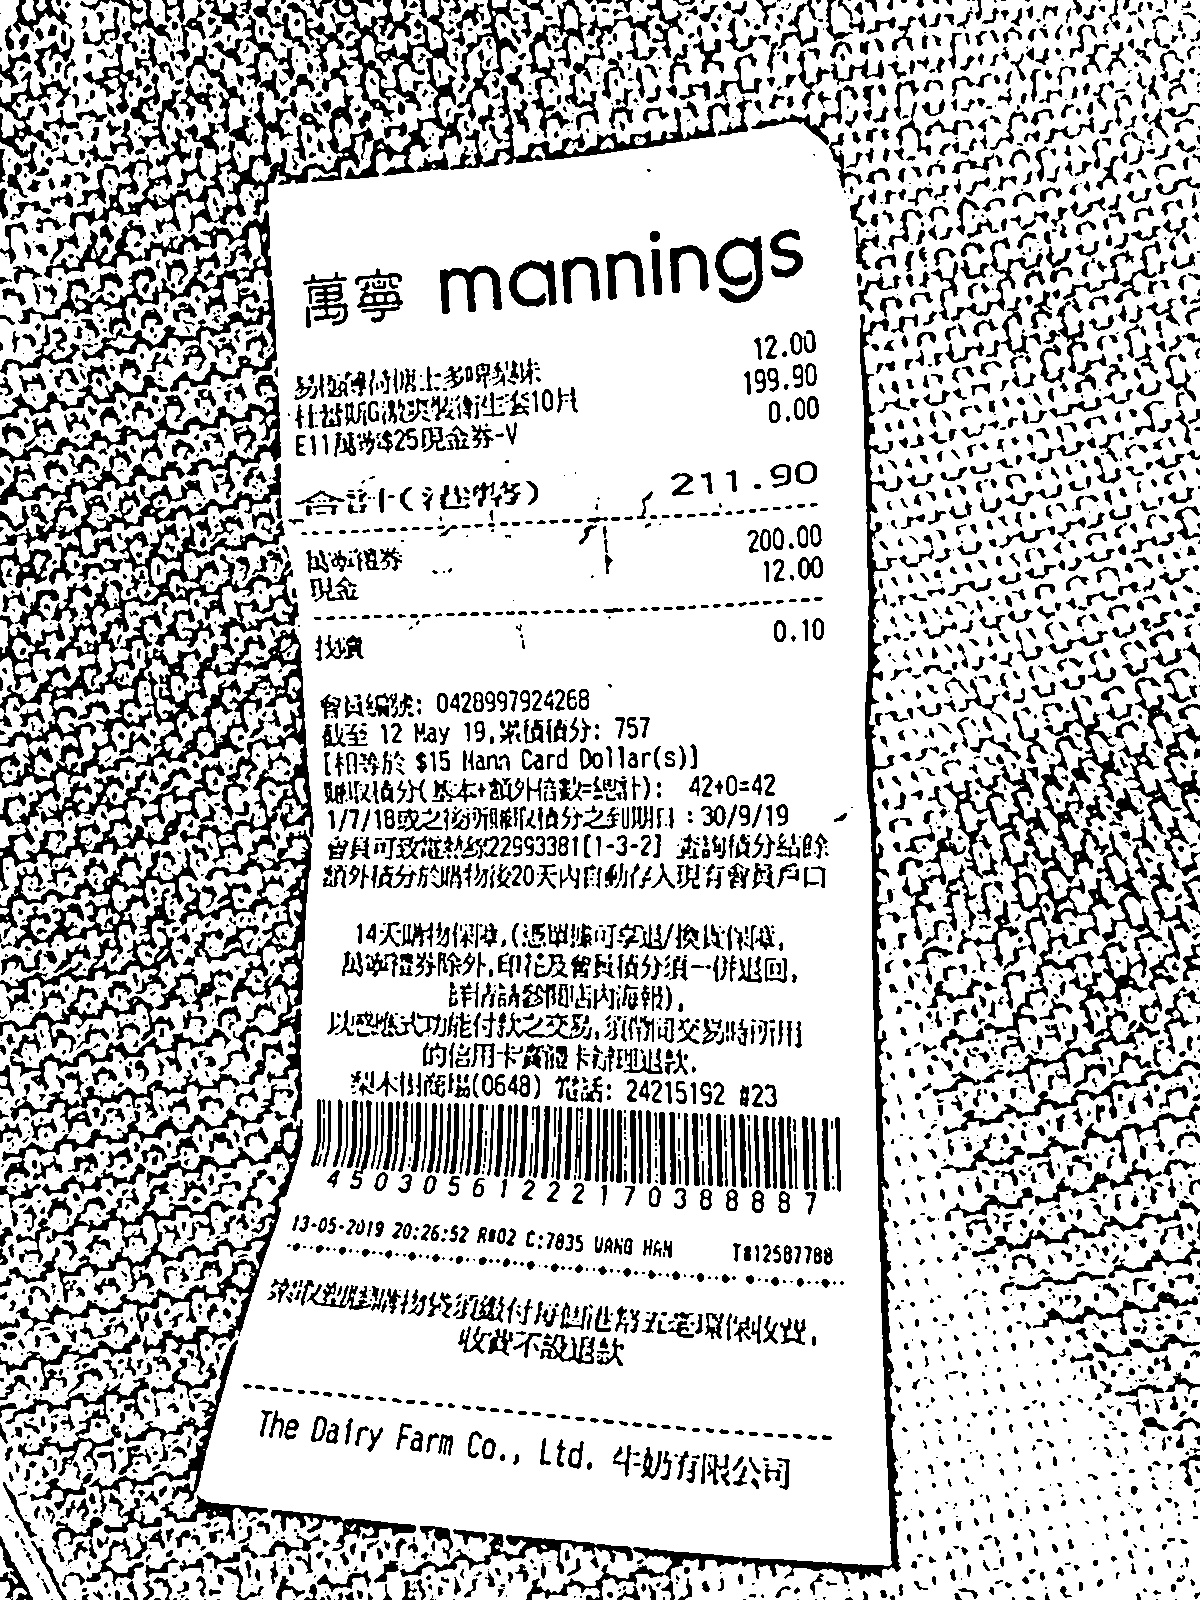 萬寧 mannings
12.00
199.90
杜蕾斯G激爽裝衛生套10片
0.00
E11萬寧$25現金券-V
合計(港幣) 211.90
萬寧禮券 200.00
現金 12.00
找續 0.10
會員編號: 0428997924268
截至 12 May 19,累積積分: 757
[相等於 $15 Mann Card Dollar(s)]
賺取積分(基本+額外倍數=總計): 42+0=42
1/7/18或之後所賺取積分之到期日:30/9/19
會員可致電熱線22993381[1-3-2] 查詢積分結餘
額外積分於購物後20天內自動存入現有會員戶口
14天購物保障,(憑單據可享退/換貨保障,
萬寧禮券除外,印花及會員積分須一併退回,
詳情請參閱店內海報),
以感應式功能付款之交易,須帶同交易時所用
的信用卡實體卡辦理退款.
梨木樹商場(0648) 電話: 24215192 #23
4503056122217038887
13-05-2019 20:26:52 R#02 C:7835 WANG HAN T#12587788
購物袋須繳付每個港幣五毫環保收費,
收費不設退款
The Dairy Farm Co., Ltd. 牛奶有限公司